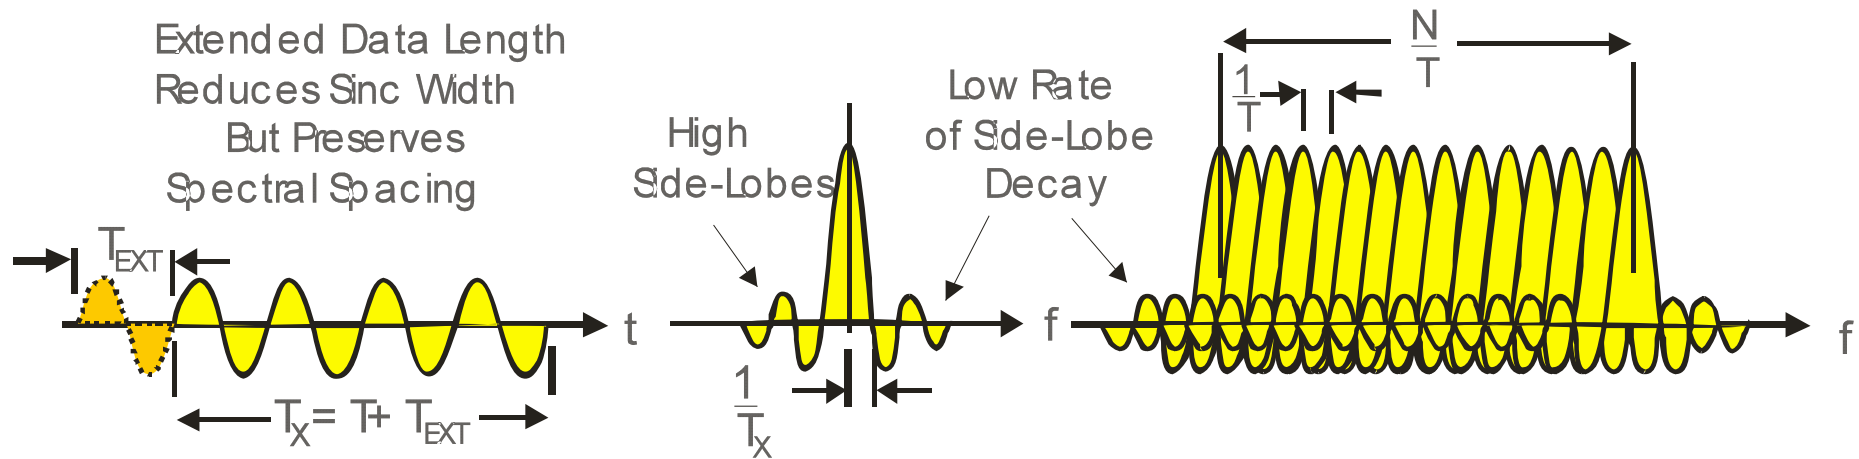 Extended Data Length
Reduces Sinc Width
But Preserves
Spectral Spacing
T_EXT
t
T_X = T + T_EXT
High
Side-Lobes
1
T_X
f
Low Rate
of Side-Lobe
Decay
1
T
N
T
f